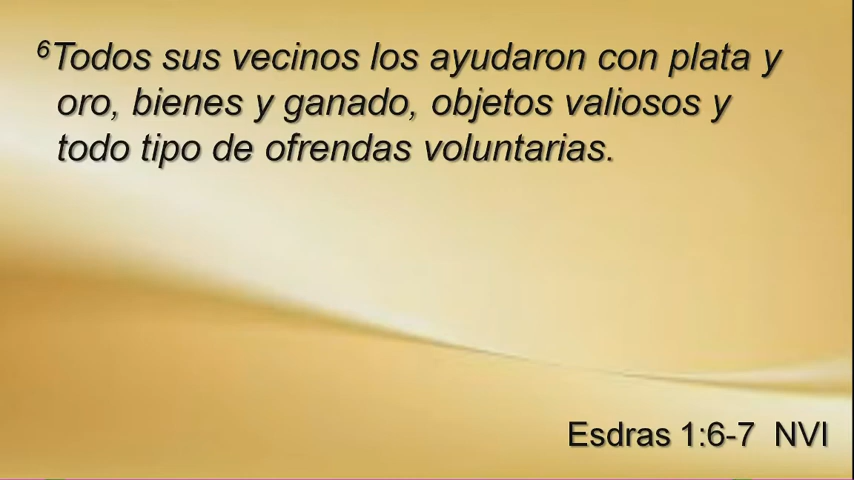 ⁶Todos sus vecinos los ayudaron con plata y
oro, bienes y ganado, objetos valiosos y
todo tipo de ofrendas voluntarias.
Esdras 1:6-7 NVI